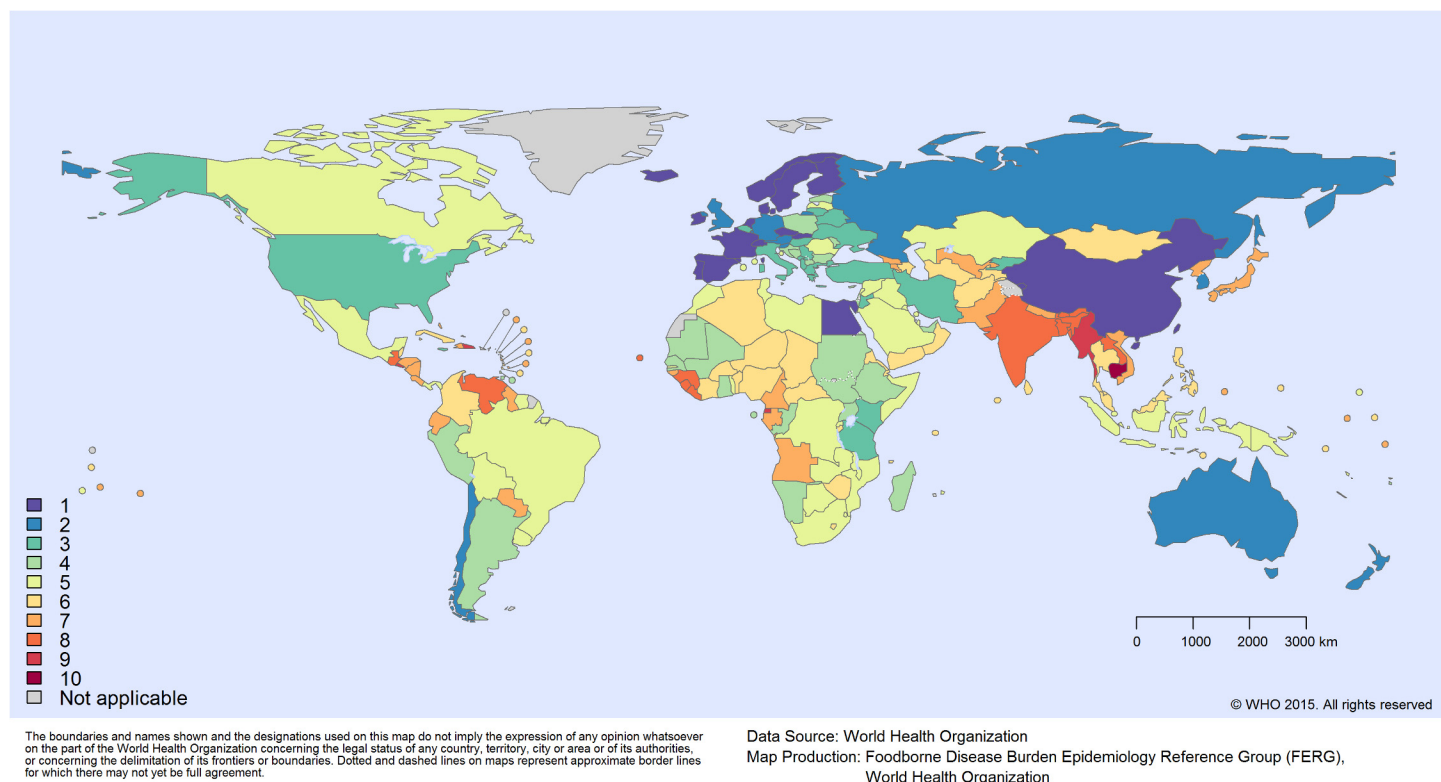 1
2
3
4
5
6
7
8
9
10
Not applicable
0 1000 2000 3000 km
© WHO 2015. All rights reserved
The boundaries and names shown and the designations used on this map do not imply the expression of any opinion whatsoever
on the part of the World Health Organization concerning the legal status of any country, territory, city or area or of its authorities,
or concerning the delimitation of its frontiers or boundaries. Dotted and dashed lines on maps represent approximate border lines
for which there may not yet be full agreement.
Data Source: World Health Organization
Map Production: Foodborne Disease Burden Epidemiology Reference Group (FERG),
World Health Organization